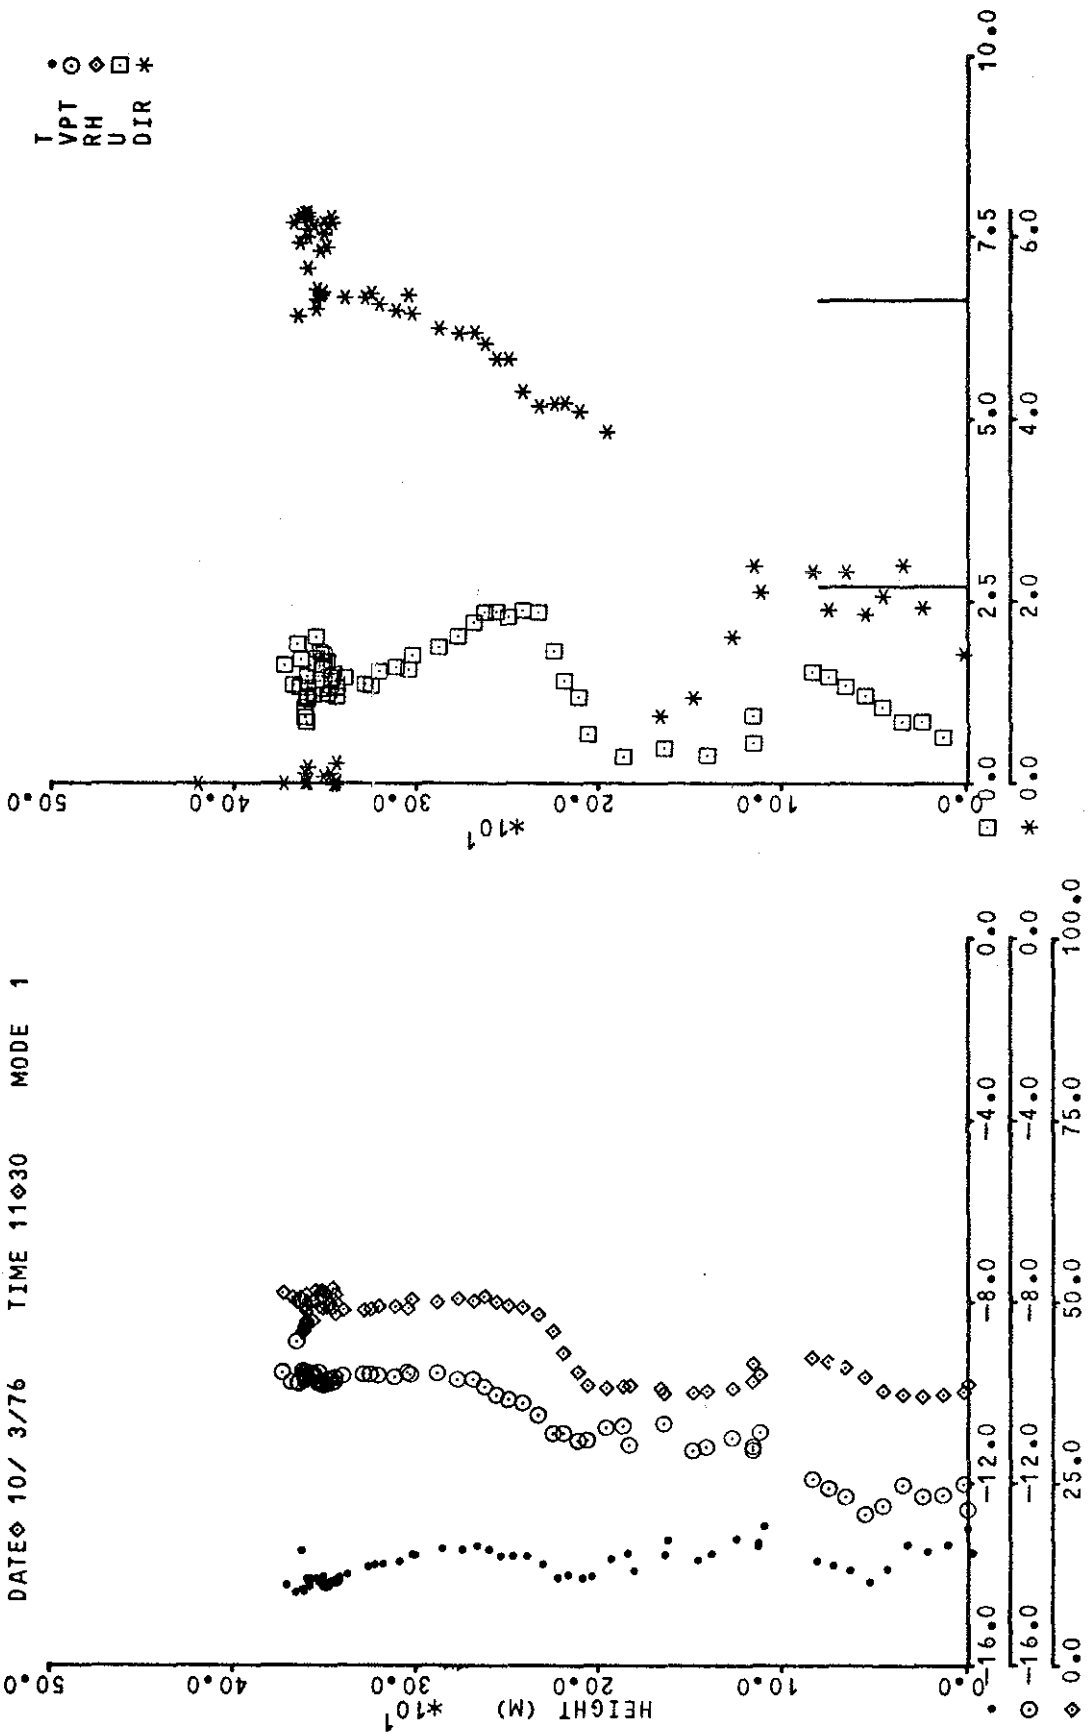 DATE◇ 10/ 3/76 TIME 11◇30 MODE 1
T •
VPT ⊙
RH ◇
U ⊡
DIR *
50.0
40.0
30.0
20.0
10.0
0.0
*10¹
HEIGHT (M)
• -16.0 -12.0 -8.0 -4.0 0.0
⊙ -16.0 -12.0 -8.0 -4.0 0.0
◇ 0.0 25.0 50.0 75.0 100.0
50.0
40.0
30.0
20.0
10.0
0.0
*10¹
⊡ 0.0 2.5 5.0 7.5 10.0
* 0.0 2.0 4.0 6.0